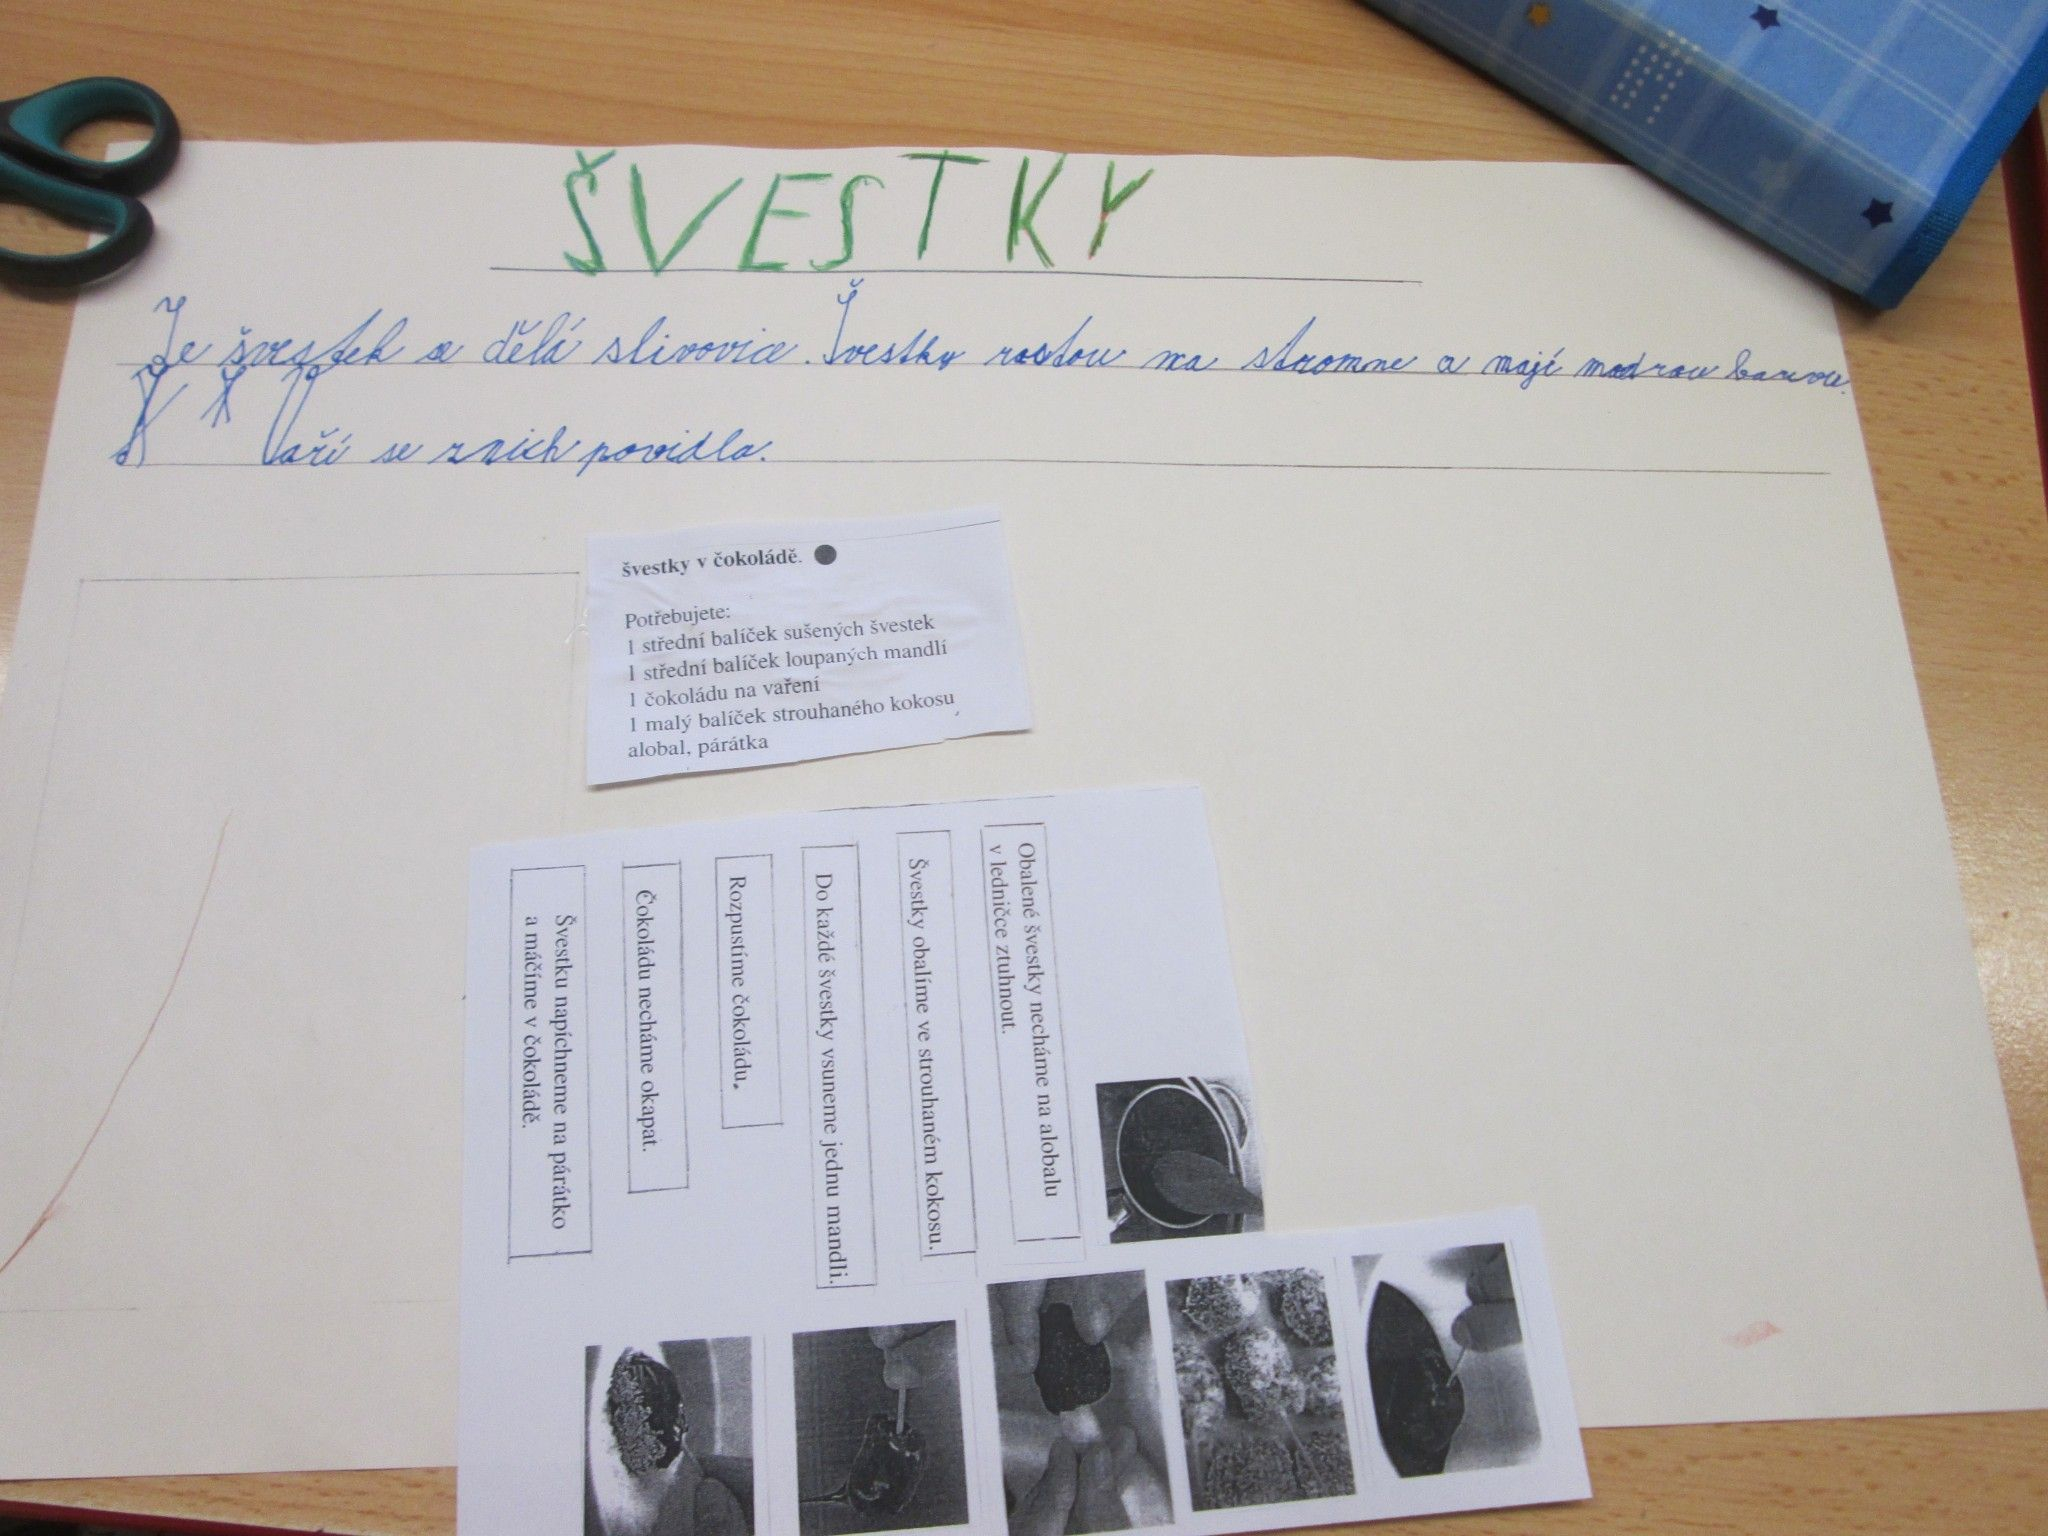 ŠVESTKY
Ze švestek se dělá slivovice. Švestky rostou na stromne a mají modrou barvu.
Vaří se z nich povidla.
švestky v čokoládě.
Potřebujete:
1 střední balíček sušených švestek
1 střední balíček loupaných mandlí
1 čokoládu na vaření
1 malý balíček strouhaného kokosu
alobal, párátka
Obalené švestky necháme na alobalu
v ledničce ztuhnout.
Švestky obalíme ve strouhaném kokosu.
Do každé švestky vsuneme jednu mandli.
Rozpustíme čokoládu.
Čokoládu necháme okapat.
Švestku napíchneme na párátko
a máčíme v čokoládě.